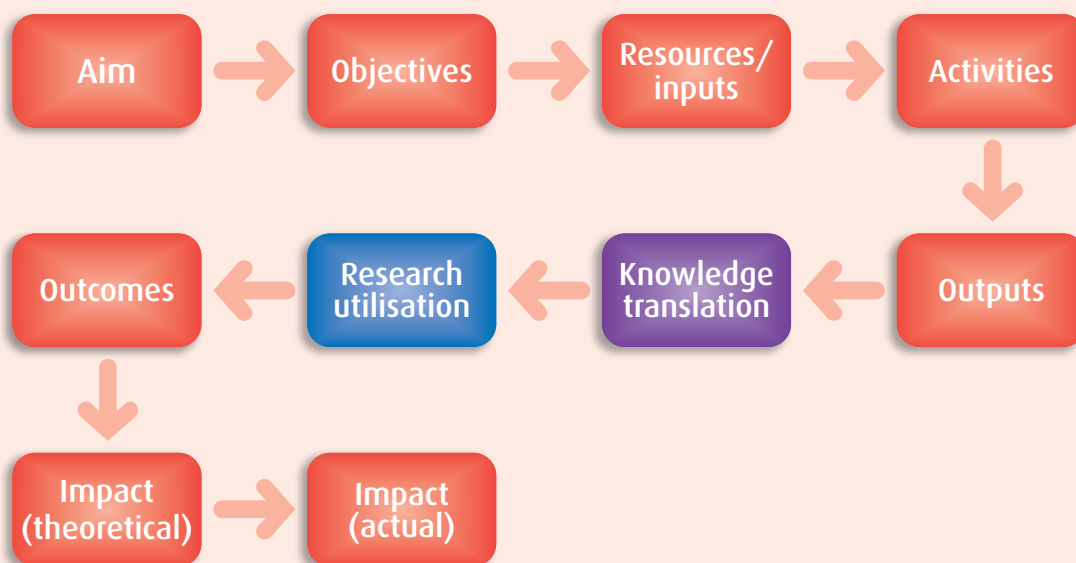 Aim
Objectives
Resources/
inputs
Activities
Outputs
Knowledge
translation
Research
utilisation
Outcomes
Impact
(theoretical)
Impact
(actual)